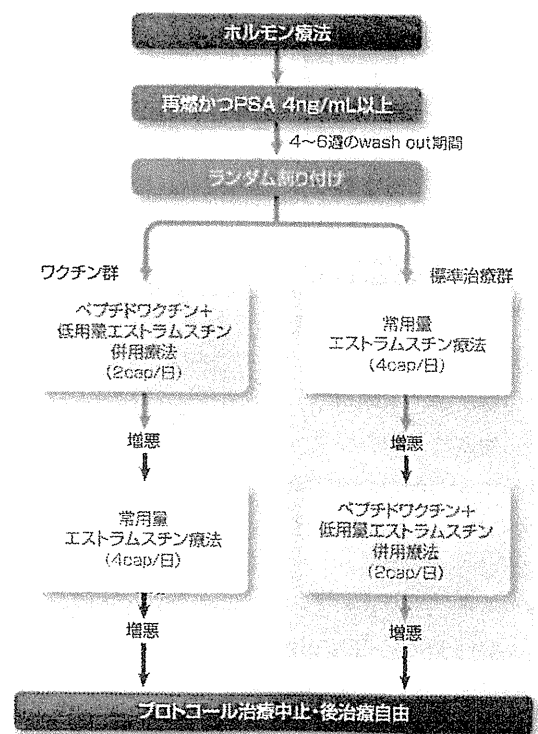 ホルモン療法
再燃かつPSA 4ng/mL以上
4〜6週のwash out期間
ランダム割り付け
ワクチン群
ペプチドワクチン＋
低用量エストラムスチン
併用療法
(2cap/日)
増悪
常用量
エストラムスチン療法
(4cap/日)
増悪
標準治療群
常用量
エストラムスチン療法
(4cap/日)
増悪
ペプチドワクチン＋
低用量エストラムスチン
併用療法
(2cap/日)
増悪
プロトコール治療中止・後治療自由